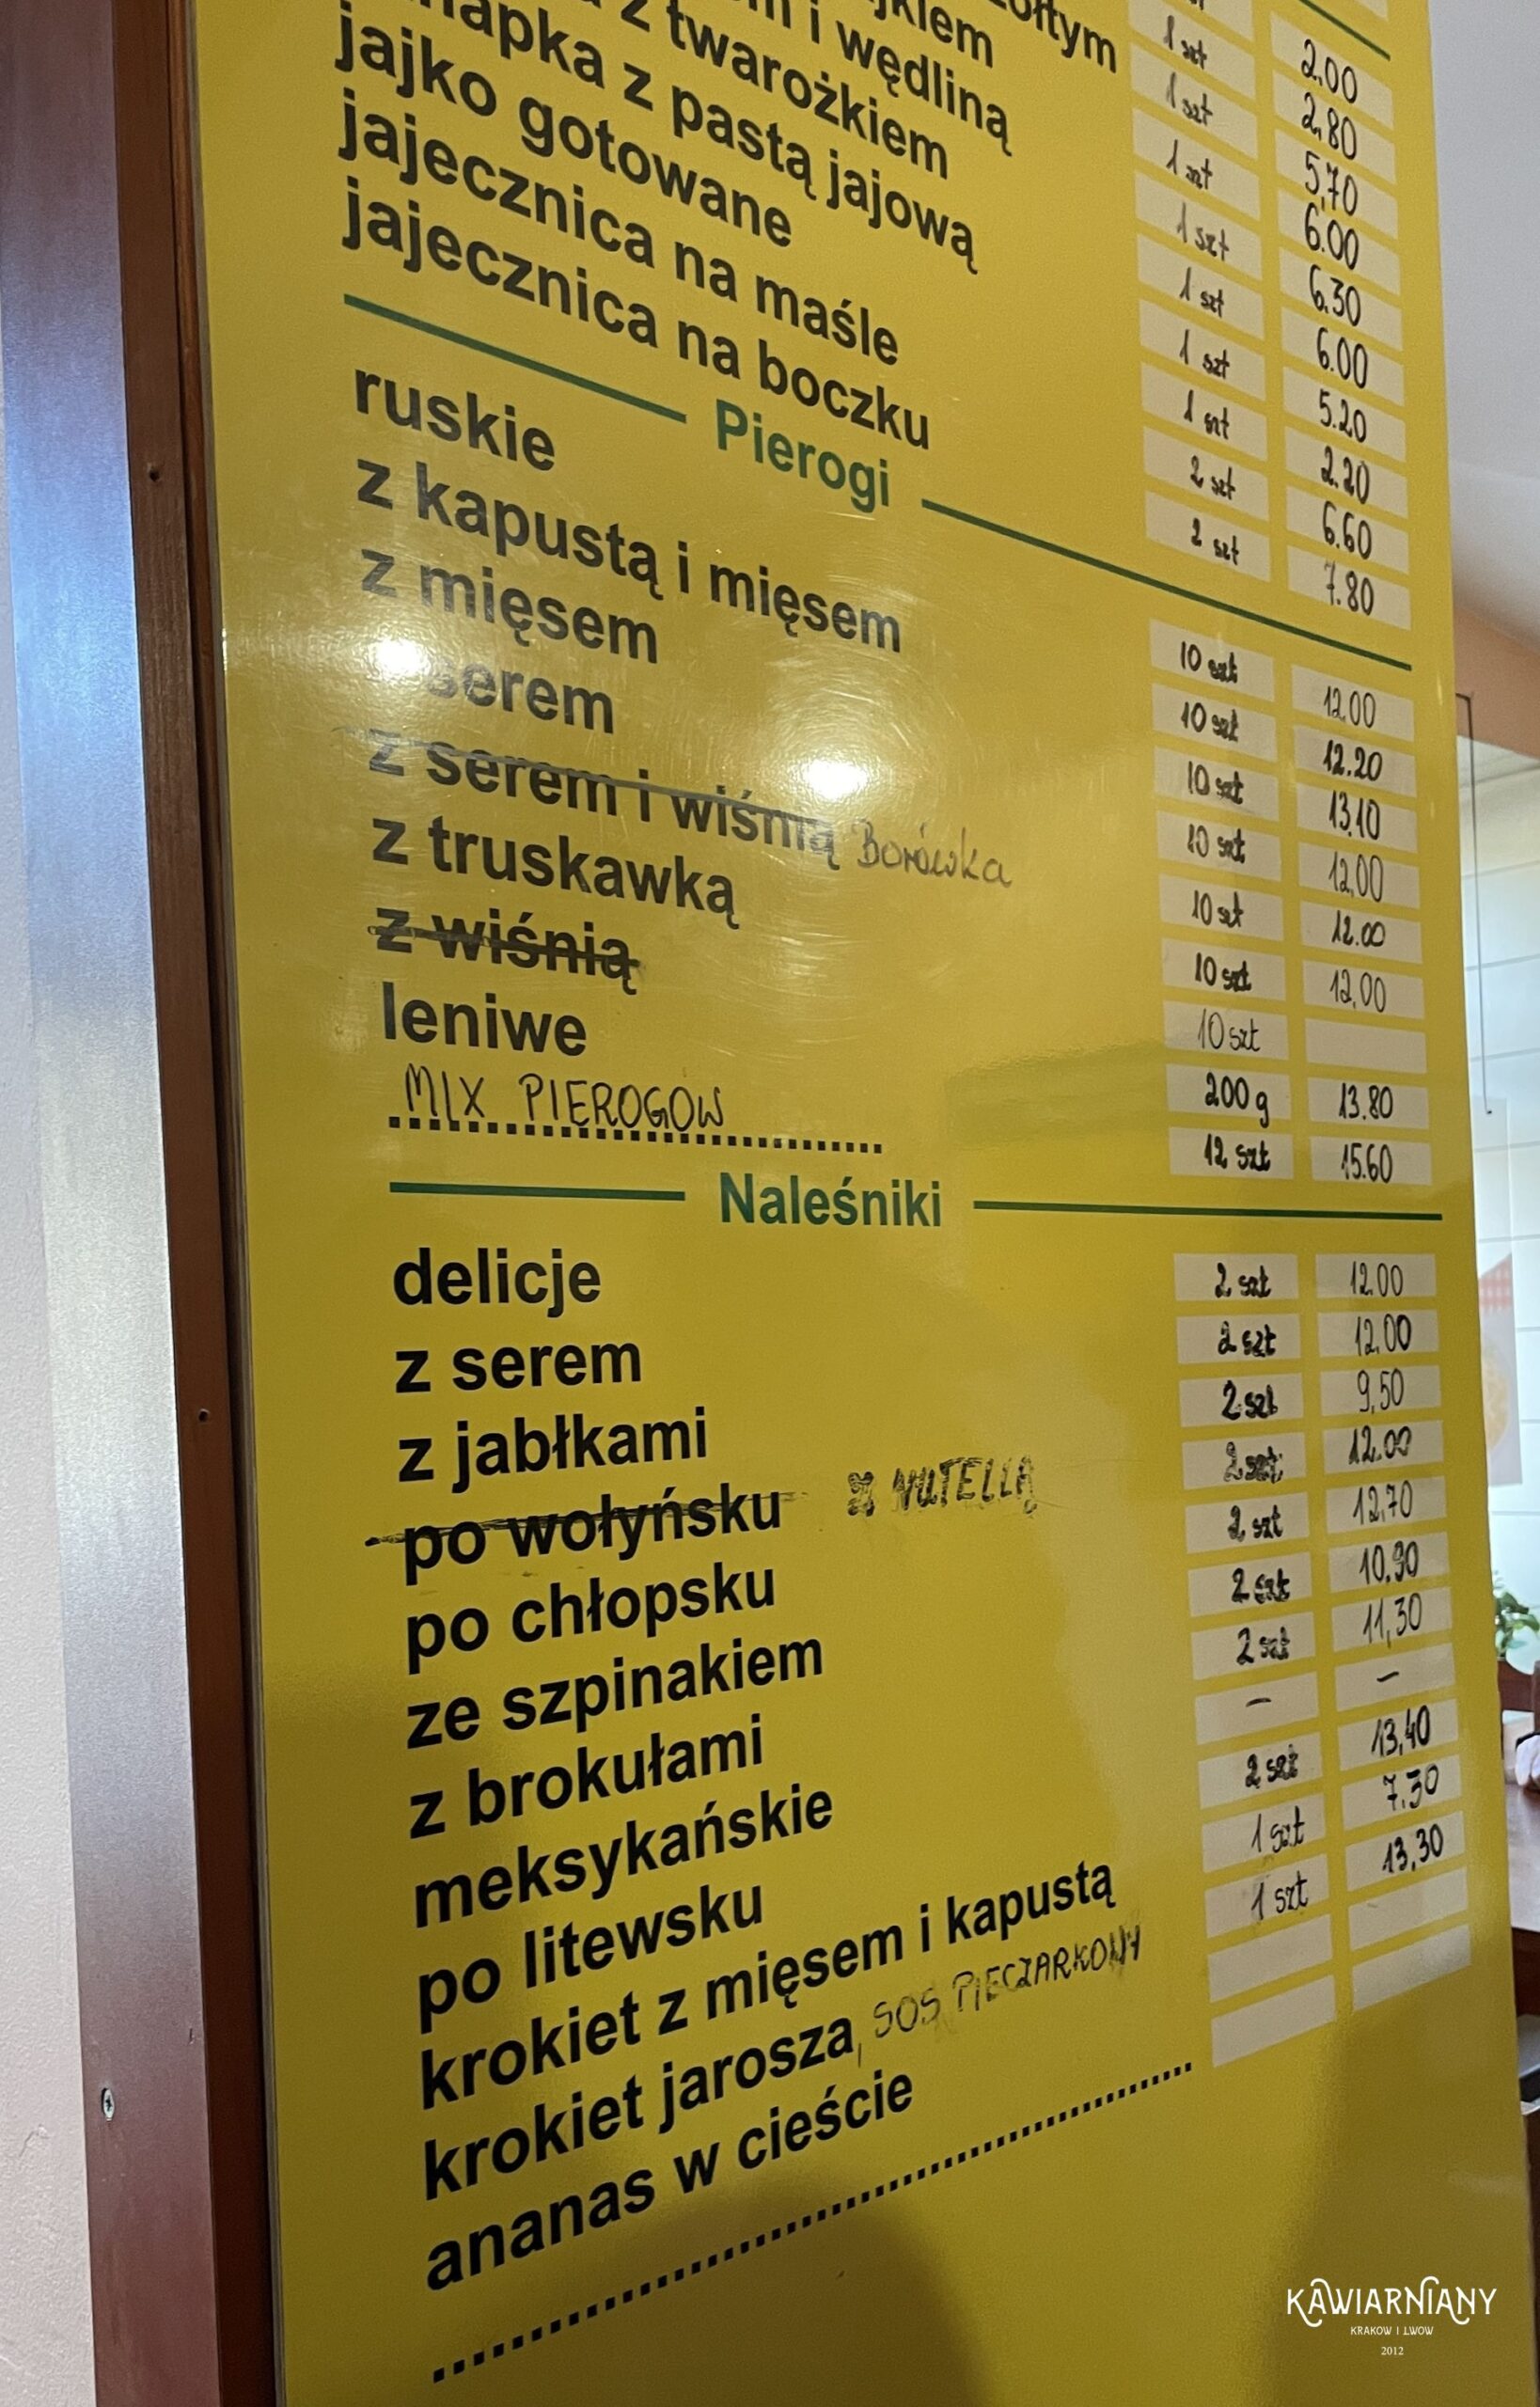 żółtym
z twarożkiem i wędliną
z twarożkiem
z pastą jajową
jajko gotowane
jajecznica na maśle
jajecznica na boczku
1 szt 2.00
1 szt 2,80
1 szt 5,70
1 szt 6.00
1 szt 6.30
1 szt 6.00
1 szt 5.20
2 szt 2.20
2 szt 6.60
7.80
Pierogi
ruskie 10 szt 12.00
z kapustą i mięsem 10 szt 12.20
z mięsem 10 szt 13.10
serem 10 szt 12,00
z serem i wiśnią Borówka 10 szt 12.00
z truskawką 10 szt 12,00
z wiśnią 10 szt
leniwe 200 g 13.80
MIX PIEROGOW 12 szt 15.60
Naleśniki
delicje 2 szt 12.00
z serem 2 szt 12,00
z jabłkami 2 szt 9,50
po wołyńsku z NUTELLĄ 2 szt 12.00
po chłopsku 2 szt 12,70
ze szpinakiem 2 szt 10,90
z brokułami 2 szt 11,30
meksykańskie – –
po litewsku 2 szt 13,40
krokiet z mięsem i kapustą 1 szt 7.30
krokiet jarosza, SOS PIECZARKOWY 1 szt 13,30
ananas w cieście
KAWIARNIANY
KRAKOW I LWOW
2012